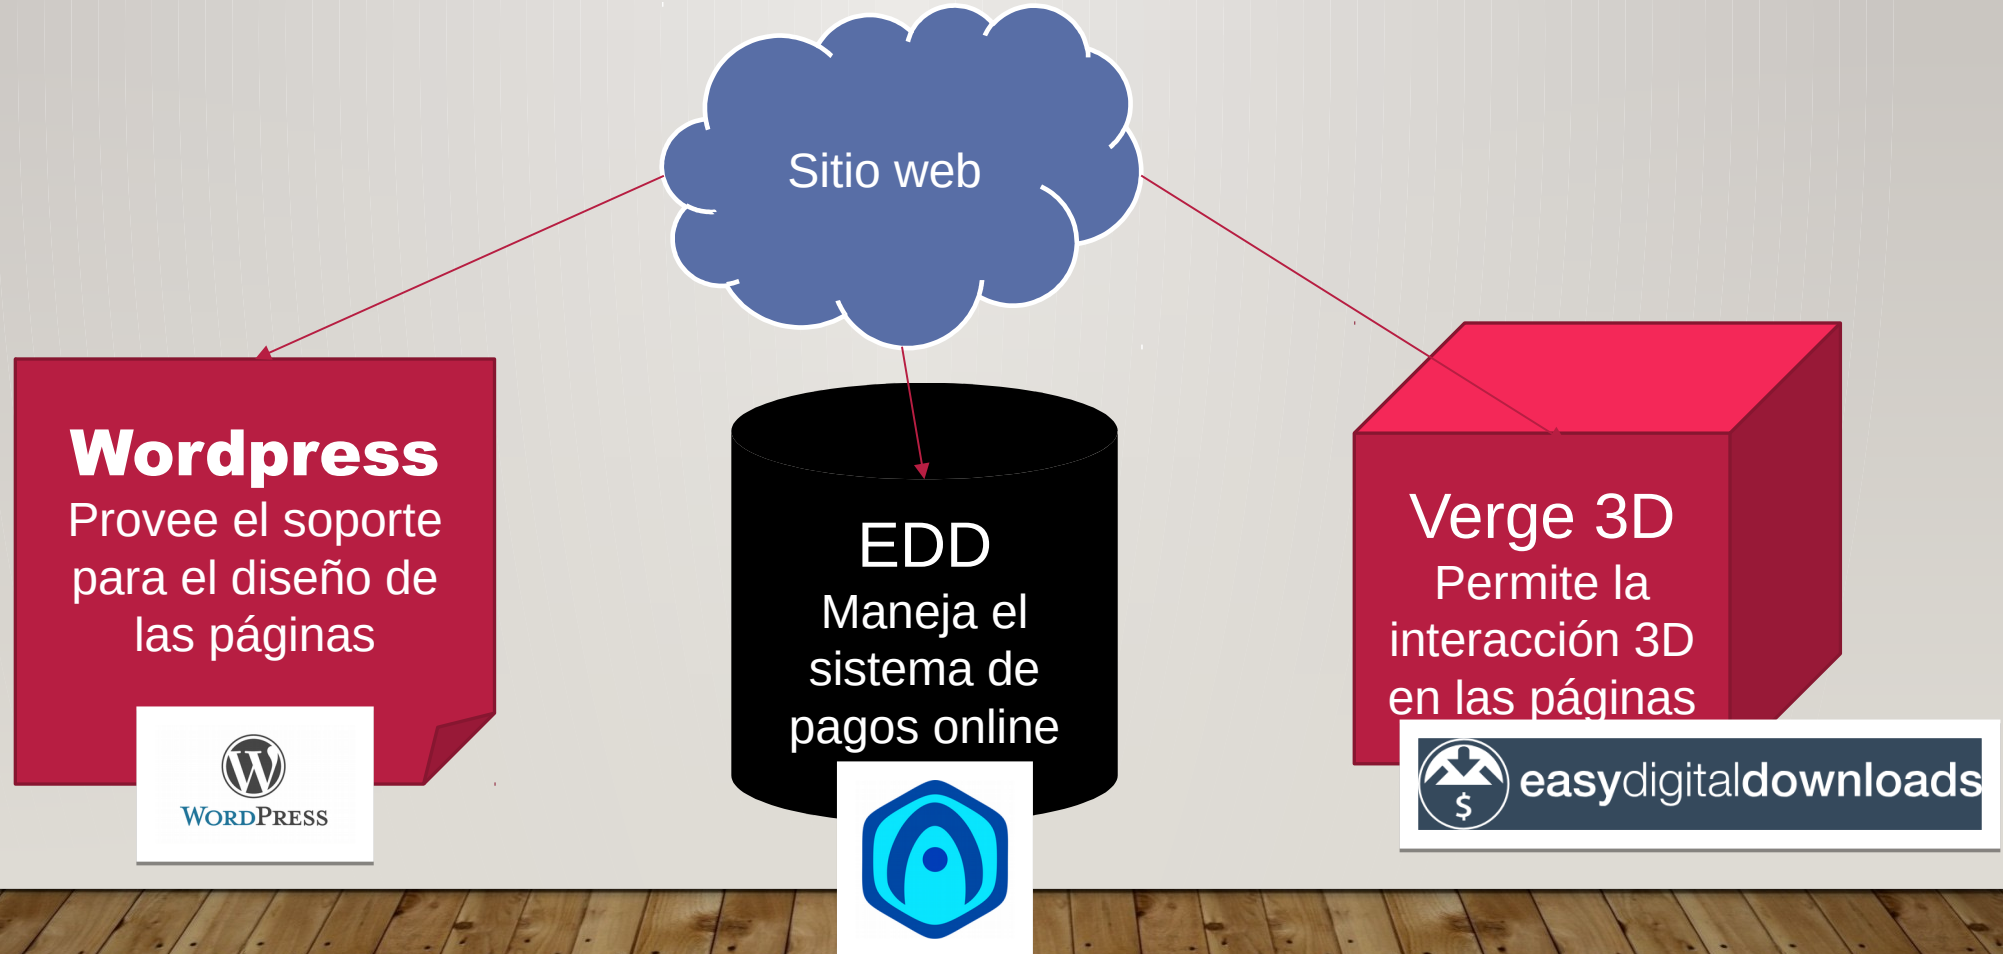 Sitio web
Wordpress
Provee el soporte
para el diseño de
las páginas
WORDPRESS
EDD
Maneja el
sistema de
pagos online
Verge 3D
Permite la
interacción 3D
en las páginas
$ easydigitaldownloads